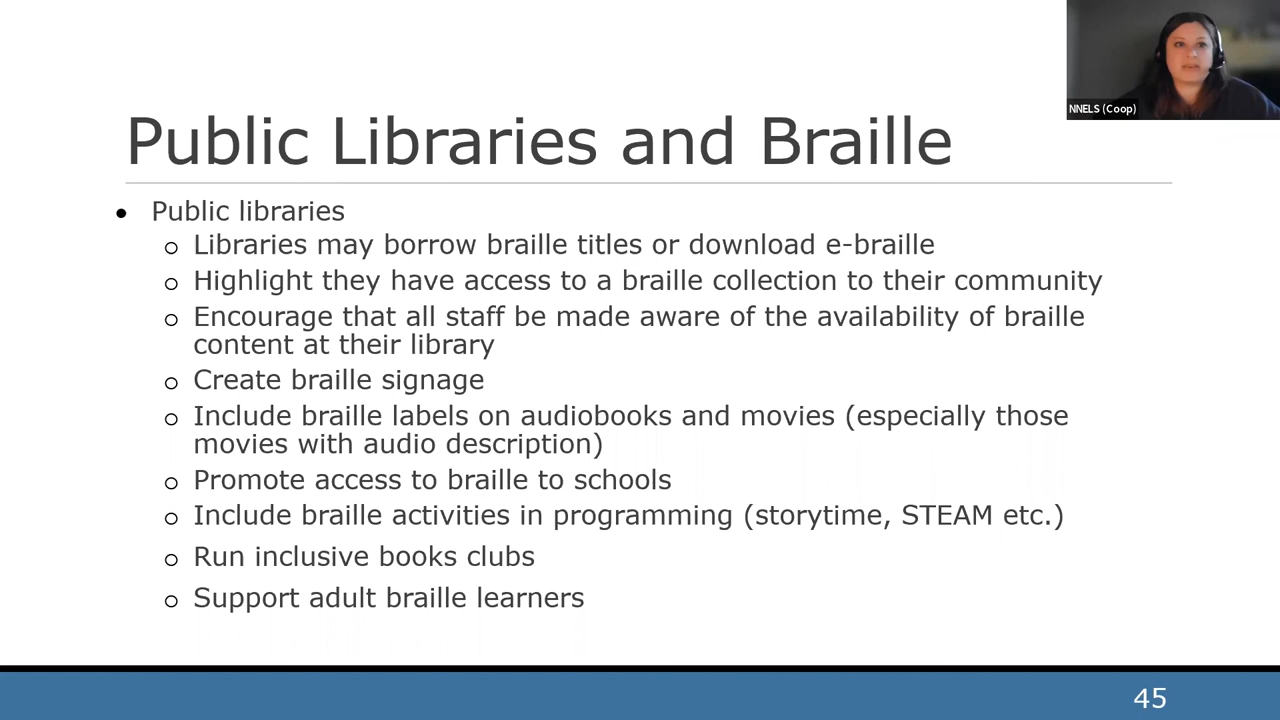 NNELS (Coop)
Public Libraries and Braille
• Public libraries
o Libraries may borrow braille titles or download e-braille
o Highlight they have access to a braille collection to their community
o Encourage that all staff be made aware of the availability of braille
content at their library
o Create braille signage
o Include braille labels on audiobooks and movies (especially those
movies with audio description)
o Promote access to braille to schools
o Include braille activities in programming (storytime, STEAM etc.)
o Run inclusive books clubs
o Support adult braille learners
45